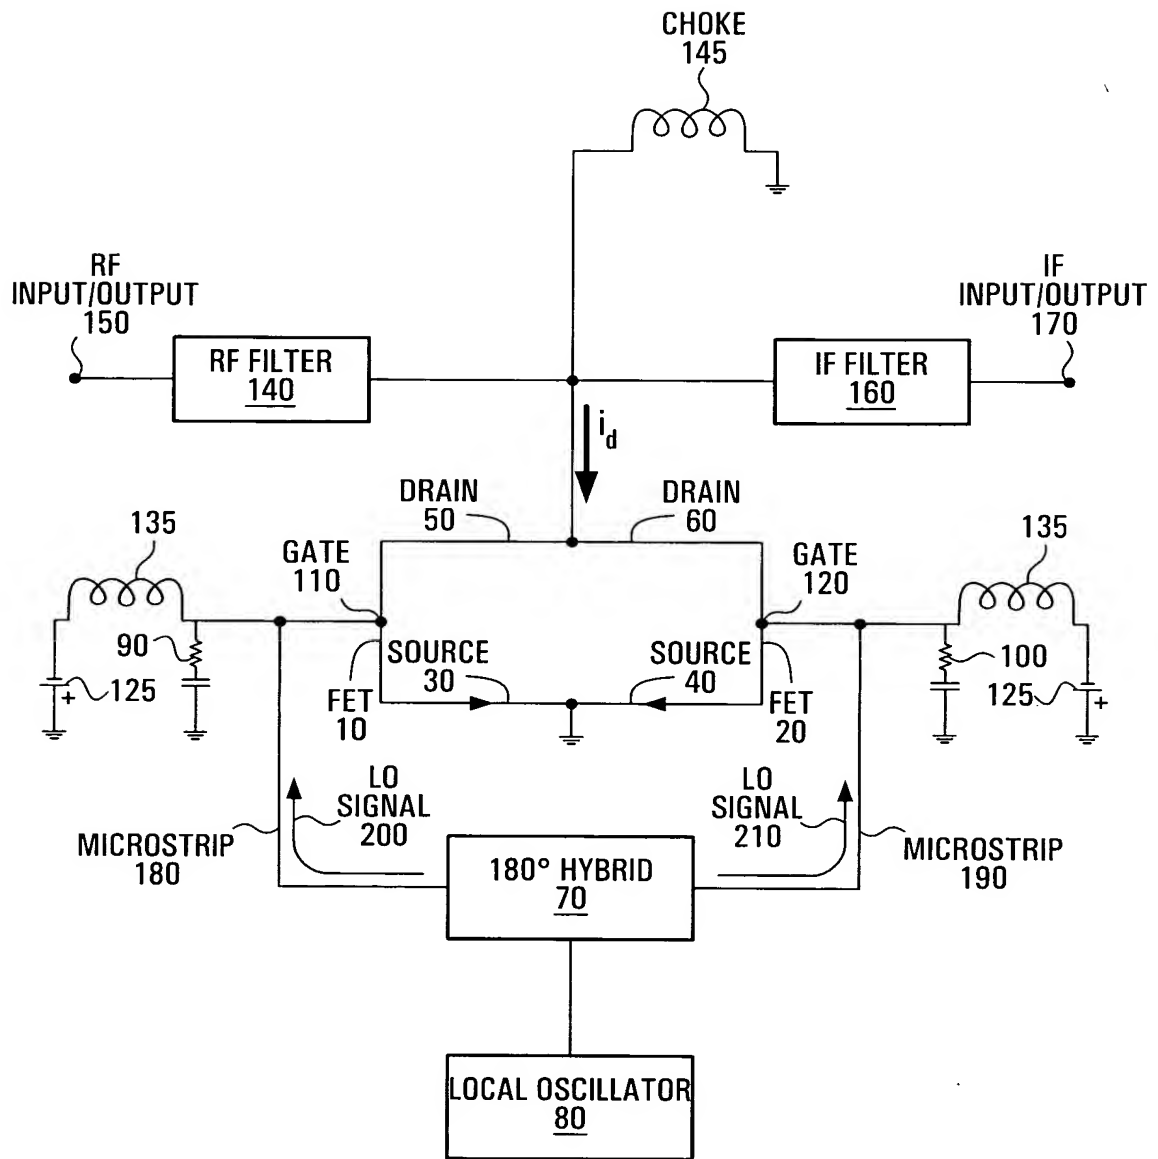 CHOKE
145
RF
INPUT/OUTPUT
150
IF
INPUT/OUTPUT
170
RF FILTER
140
IF FILTER
160
i_d
DRAIN
50
DRAIN
60
135
GATE
110
GATE
120
135
90
SOURCE
30
SOURCE
40
100
125
+
FET
10
FET
20
125
+
LO
SIGNAL
200
LO
SIGNAL
210
MICROSTRIP
180
180° HYBRID
70
MICROSTRIP
190
LOCAL OSCILLATOR
80